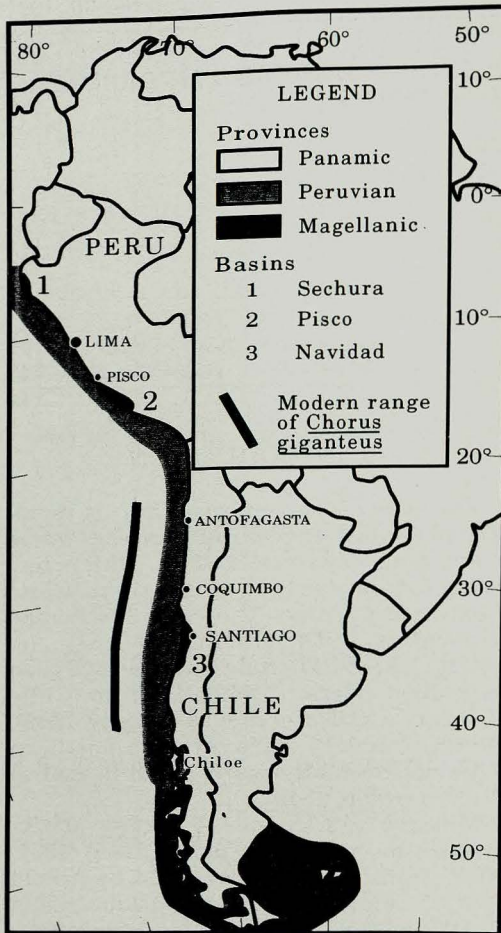 80°
70°
60°
50°
LEGEND
Provinces
Panamic
Peruvian
Magellanic
Basins
1 Sechura
2 Pisco
3 Navidad
Modern range
of Chorus
giganteus
10°
0°
10°
20°
30°
40°
50°
PERU
1
LIMA
PISCO
2
ANTOFAGASTA
COQUIMBO
SANTIAGO
3
CHILE
Chiloe